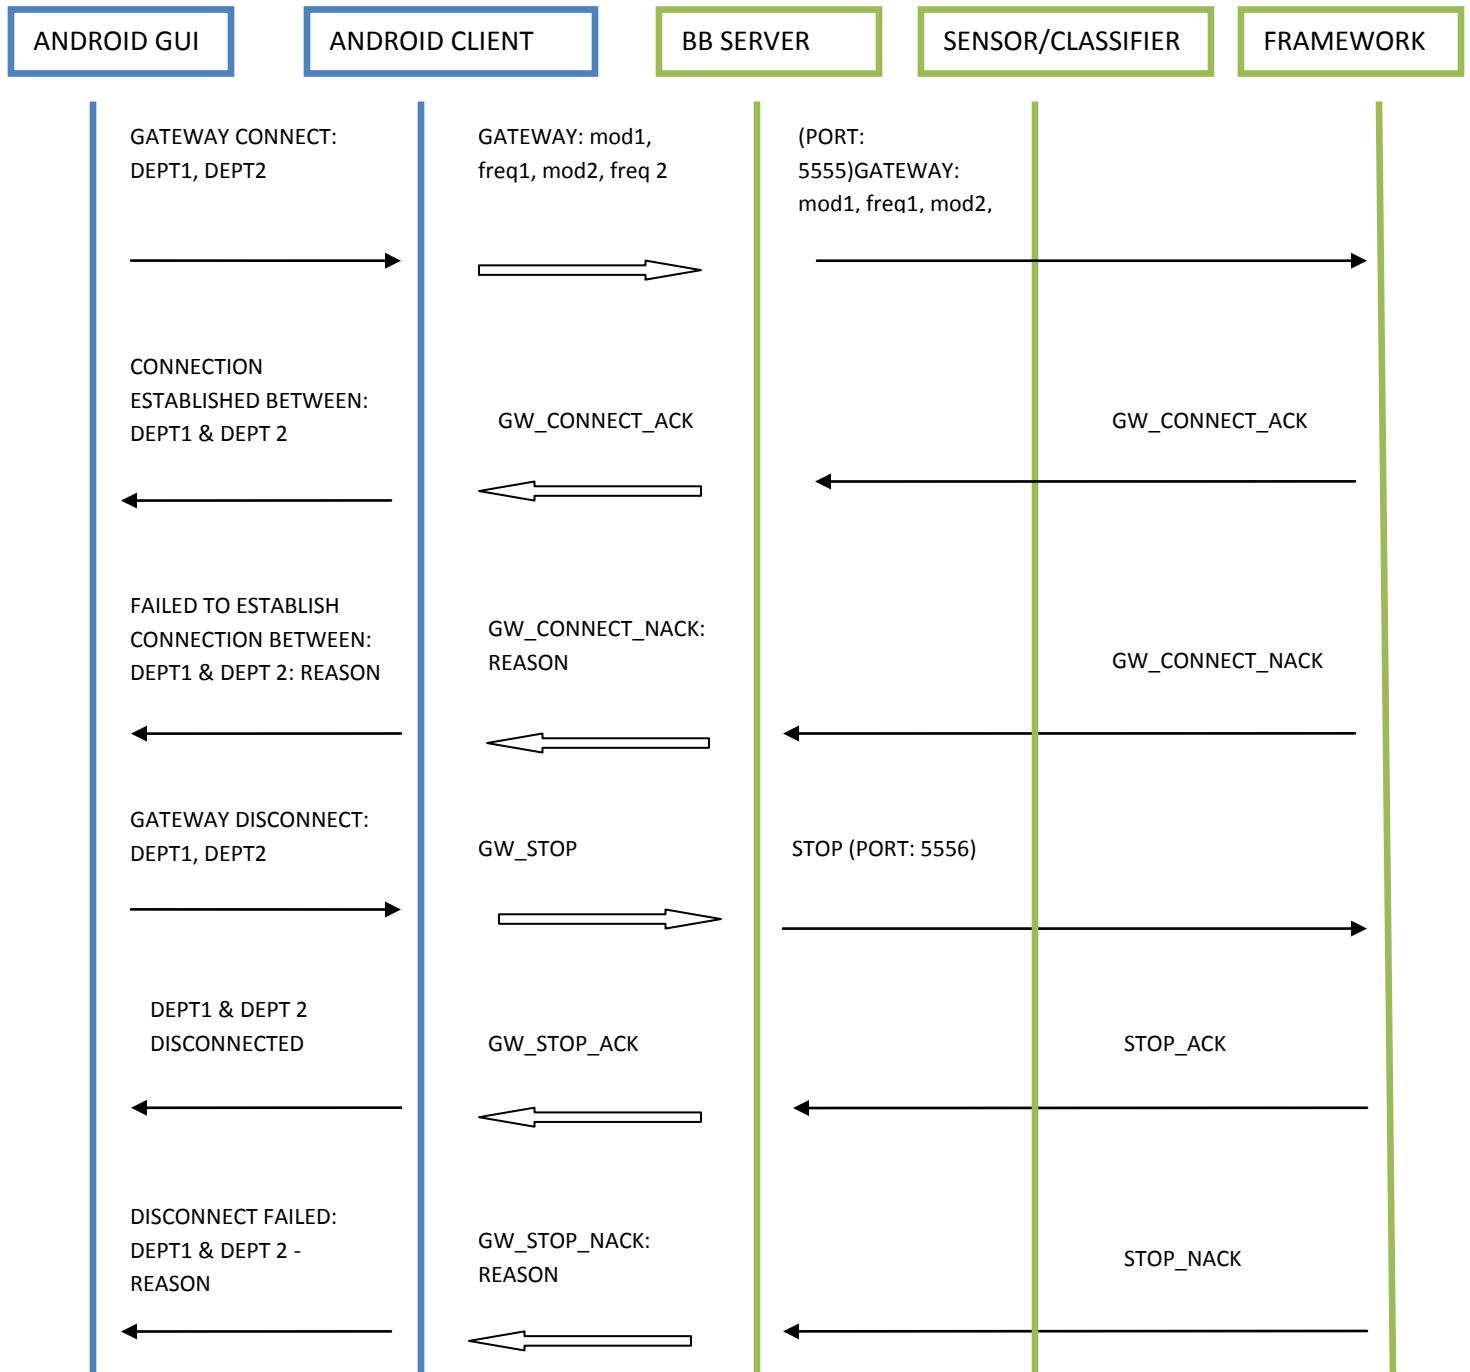 ANDROID GUI
ANDROID CLIENT
BB SERVER
SENSOR/CLASSIFIER
FRAMEWORK
GATEWAY CONNECT:
DEPT1, DEPT2
GATEWAY: mod1,
freq1, mod2, freq 2
(PORT:
5555)GATEWAY:
mod1, freq1, mod2,
CONNECTION
ESTABLISHED BETWEEN:
DEPT1 & DEPT 2
GW_CONNECT_ACK
GW_CONNECT_ACK
FAILED TO ESTABLISH
CONNECTION BETWEEN:
DEPT1 & DEPT 2: REASON
GW_CONNECT_NACK:
REASON
GW_CONNECT_NACK
GATEWAY DISCONNECT:
DEPT1, DEPT2
GW_STOP
STOP (PORT: 5556)
DEPT1 & DEPT 2
DISCONNECTED
GW_STOP_ACK
STOP_ACK
DISCONNECT FAILED:
DEPT1 & DEPT 2 -
REASON
GW_STOP_NACK:
REASON
STOP_NACK